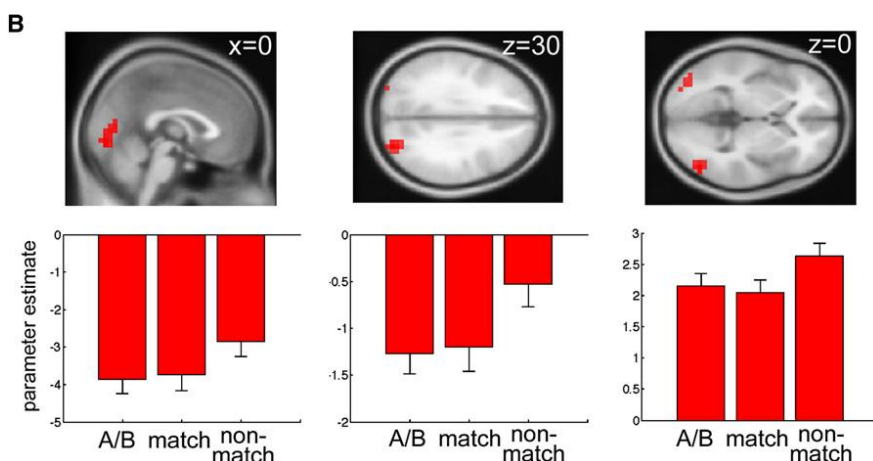 B
x=0
z=30
z=0
parameter estimate
0
-1
-2
-3
-4
-5
A/B match non-
match
0
-0.5
-1
-1.5
-2
A/B match non-
match
3
2.5
2
1.5
1
0.5
0
A/B match non-
match